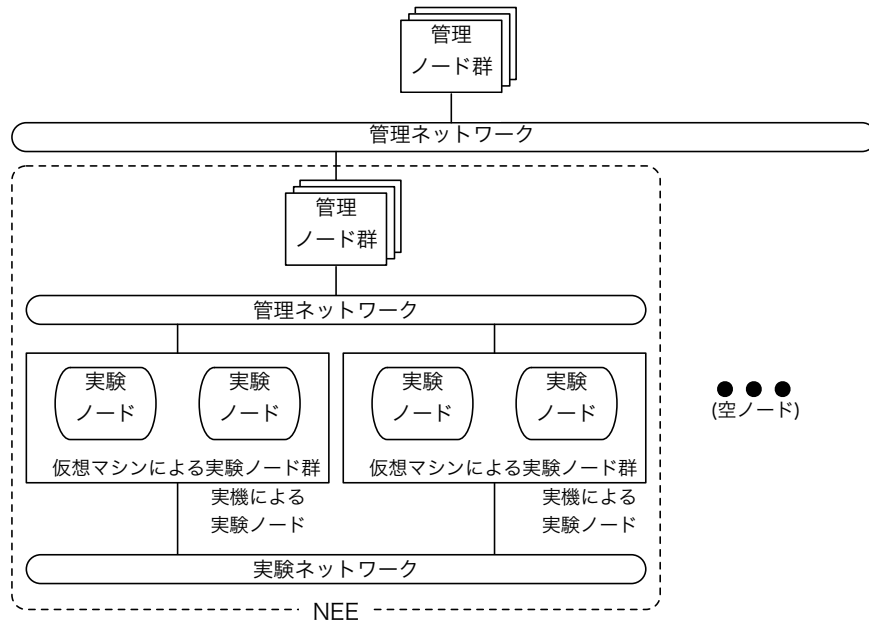 管理
ノード群
管理ネットワーク
管理
ノード群
管理ネットワーク
実験
ノード
実験
ノード
実験
ノード
実験
ノード
仮想マシンによる実験ノード群
仮想マシンによる実験ノード群
(空ノード)
実機による
実験ノード
実機による
実験ノード
実験ネットワーク
NEE